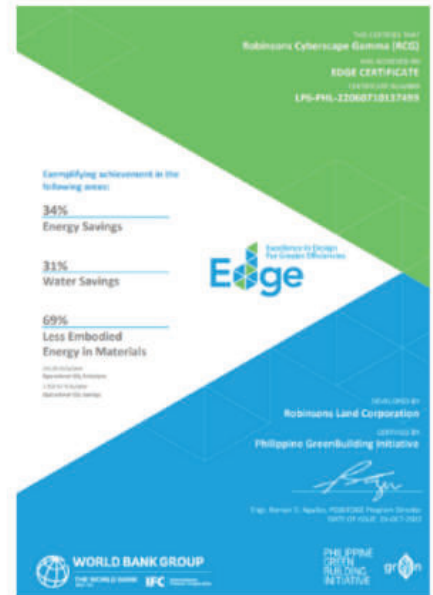 THIS CERTIFIES THAT
Robinsons Cyberscape Gamma (RCG)
HAS ACHIEVED AN
EDGE CERTIFICATE
CERTIFICATE NUMBER
LPS-PHL-22060710137499
Exemplifying achievement in the
following areas:
34%
Energy Savings
31%
Water Savings
69%
Less Embodied
Energy in Materials
Edge
Excellence in Design
For Greater Efficiencies
DEVELOPED BY
Robinsons Land Corporation
CERTIFIED BY
Philippine GreenBuilding Initiative
WORLD BANK GROUP
THE WORLD BANK
IFC
PHILIPPINE
GREEN
BUILDING
INITIATIVE